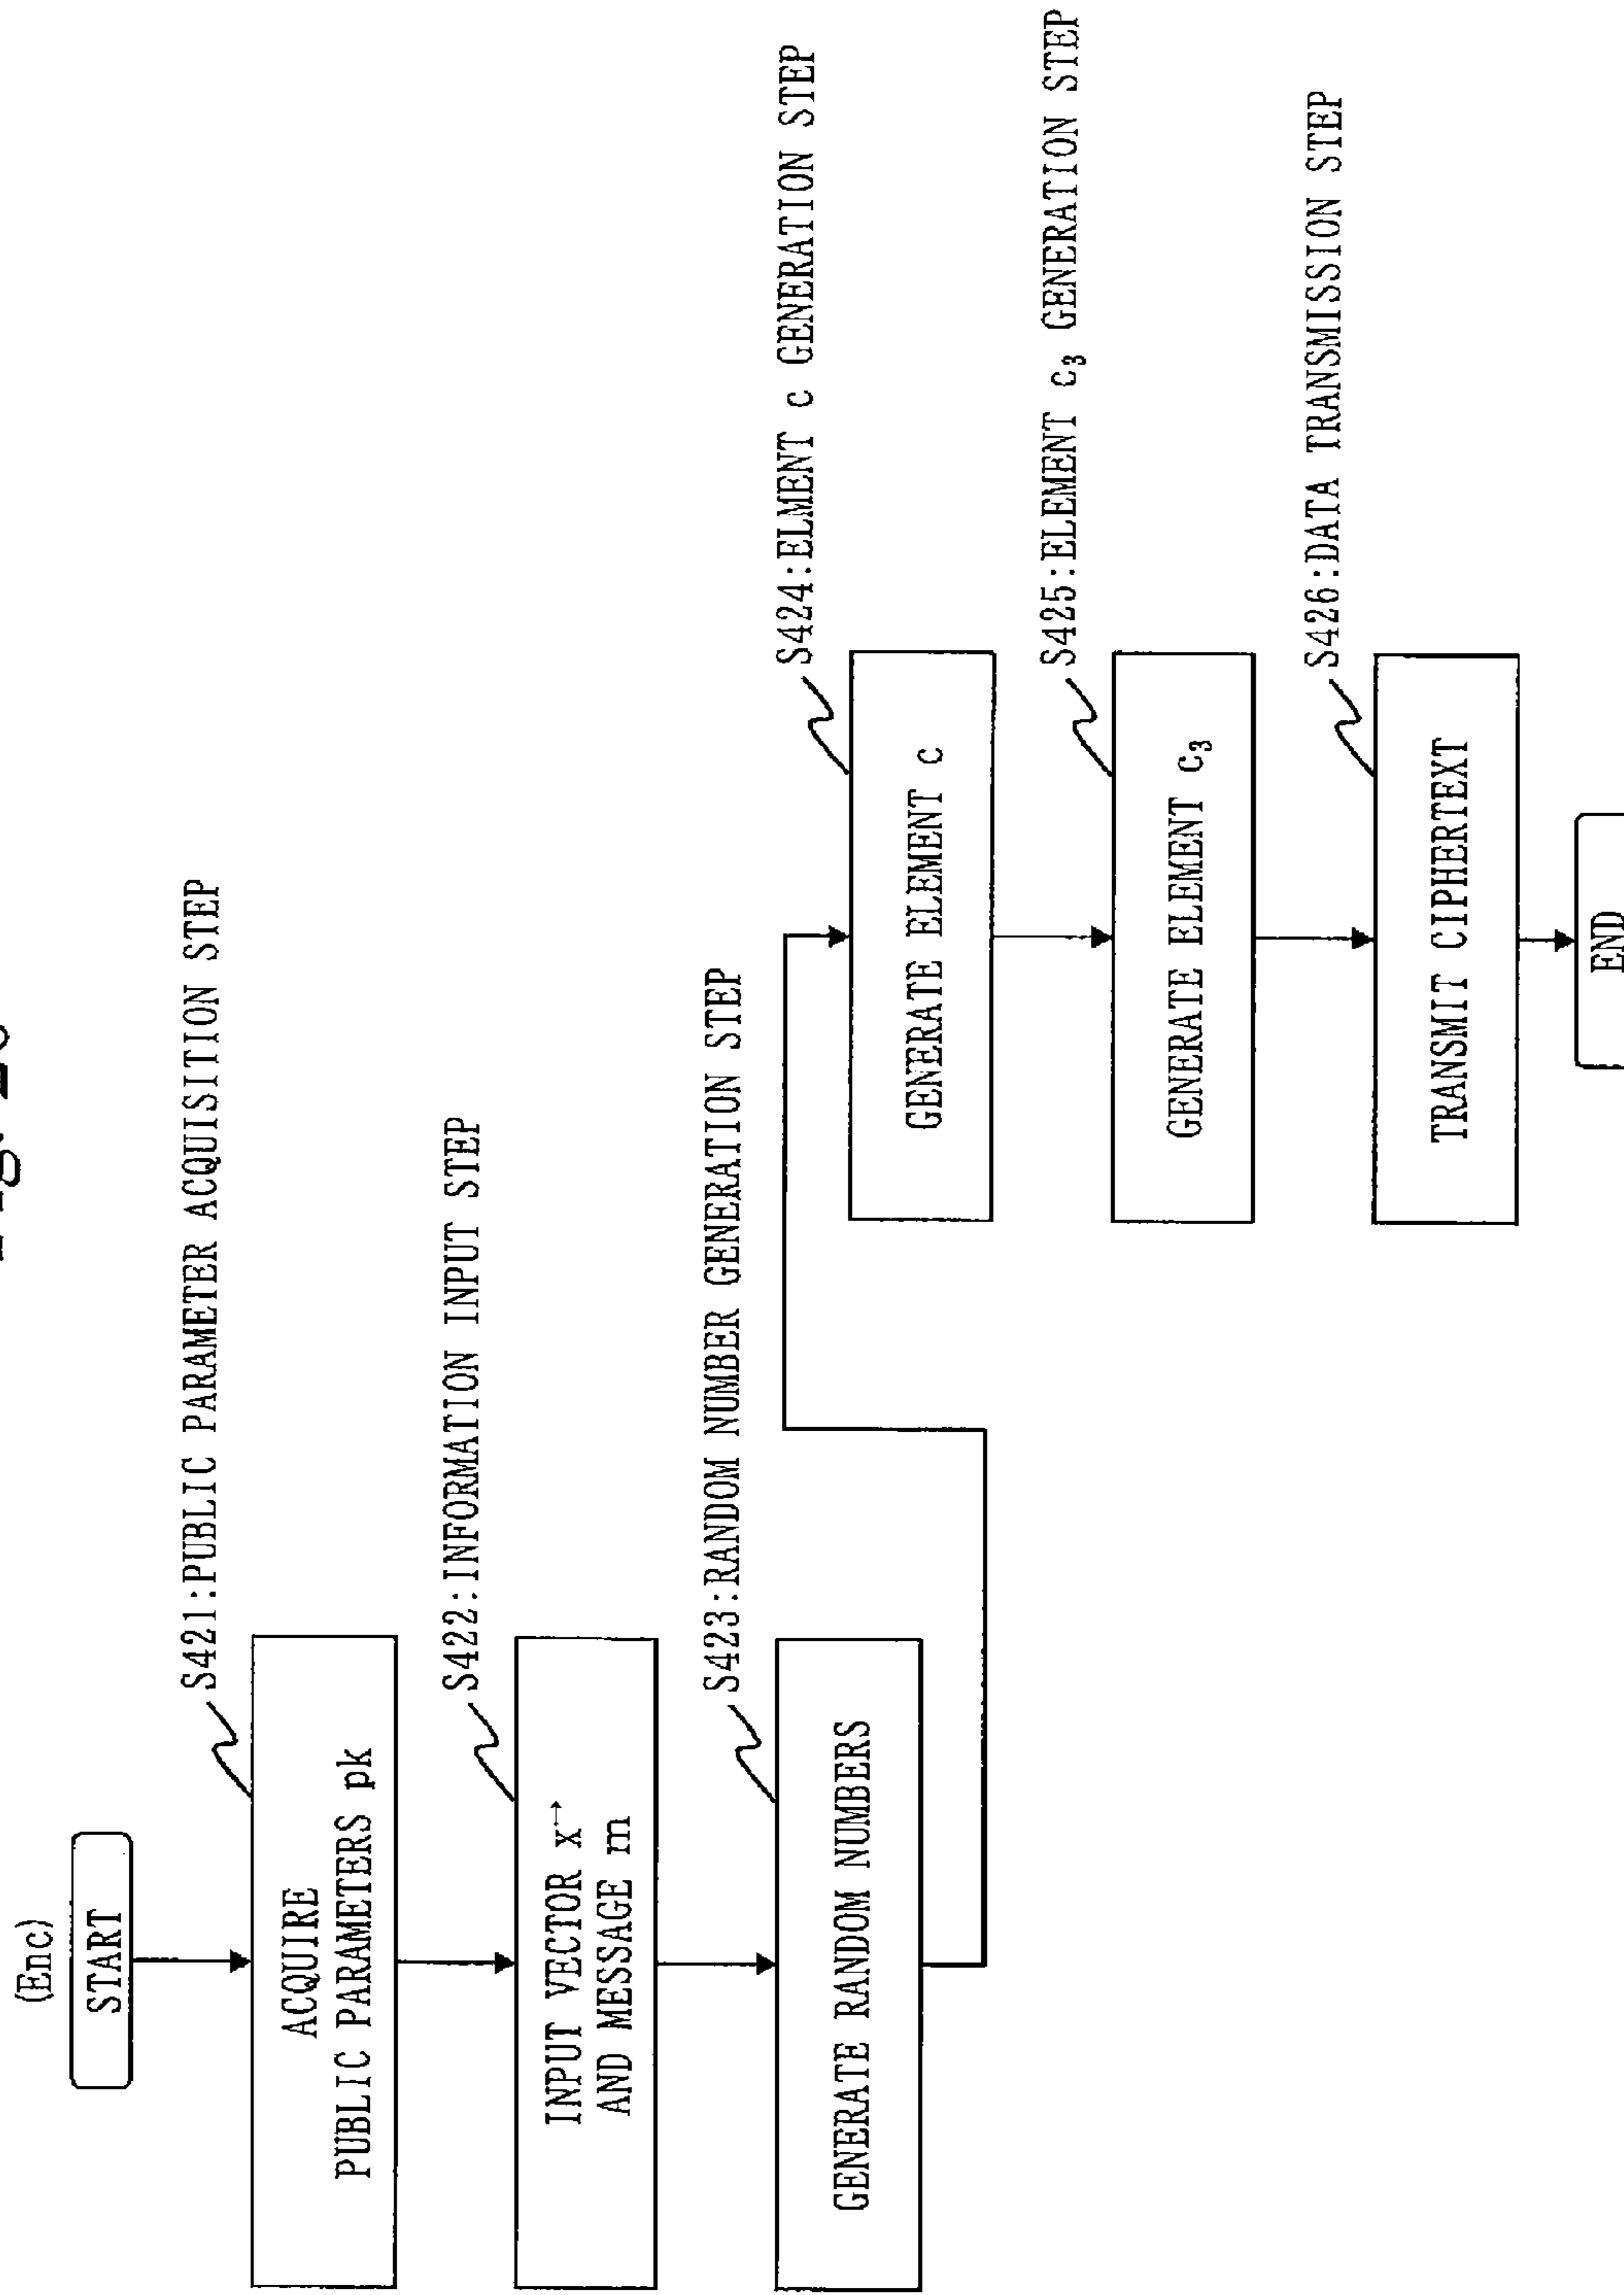 (Enc)
START
ACQUIRE
PUBLIC PARAMETERS pk
S421:PUBLIC PARAMETER ACQUISITION STEP
INPUT VECTOR x→
AND MESSAGE m
S422:INFORMATION INPUT STEP
GENERATE RANDOM NUMBERS
S423:RANDOM NUMBER GENERATION STEP
GENERATE ELEMENT c
S424:ELMENT c GENERATION STEP
GENERATE ELEMENT c₃
S425:ELEMENT c₃ GENERATION STEP
TRANSMIT CIPHERTEXT
S426:DATA TRANSMISSION STEP
END